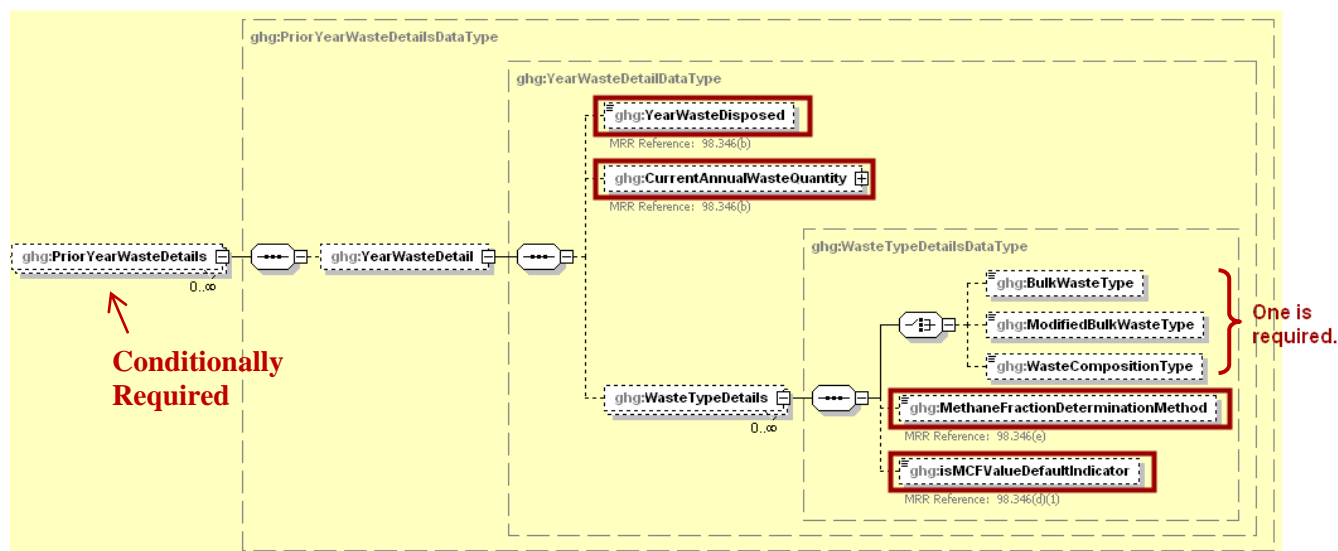 ghg:PriorYearWasteDetailsDataType
ghg:YearWasteDetailDataType
ghg:YearWasteDisposed
MRR Reference: 98.346(b)
ghg:CurrentAnnualWasteQuantity
MRR Reference: 98.346(b)
ghg:PriorYearWasteDetails
0..∞
ghg:YearWasteDetail
Conditionally
Required
ghg:WasteTypeDetailsDataType
ghg:BulkWasteType
ghg:ModifiedBulkWasteType
ghg:WasteCompositionType
One is
required.
ghg:WasteTypeDetails
0..∞
ghg:MethaneFractionDeterminationMethod
MRR Reference: 98.346(e)
ghg:isMCFValueDefaultIndicator
MRR Reference: 98.346(d)(1)